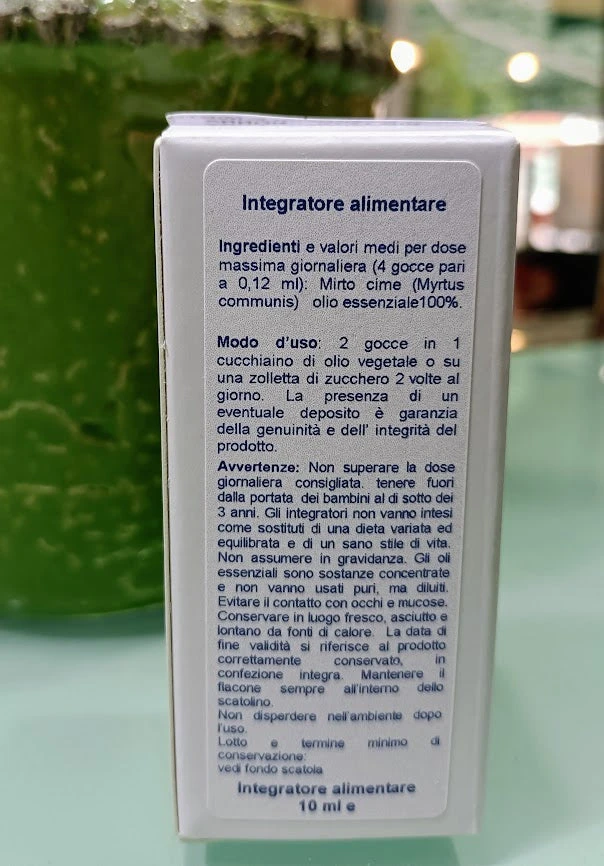 Integratore alimentare
Ingredienti e valori medi per dose
massima giornaliera (4 gocce pari
a 0,12 ml): Mirto cime (Myrtus
communis) olio essenziale100%.
Modo d'uso: 2 gocce in 1
cucchiaino di olio vegetale o su
una zolletta di zucchero 2 volte al
giorno. La presenza di un
eventuale deposito è garanzia
della genuinità e dell' integrità del
prodotto.
Avvertenze: Non superare la dose
giornaliera consigliata. tenere fuori
dalla portata dei bambini al di sotto dei
3 anni. Gli integratori non vanno intesi
come sostituti di una dieta variata ed
equilibrata e di un sano stile di vita.
Non assumere in gravidanza. Gli oli
essenziali sono sostanze concentrate
e non vanno usati puri, ma diluiti.
Evitare il contatto con occhi e mucose.
Conservare in luogo fresco, asciutto e
lontano da fonti di calore. La data di
fine validità si riferisce al prodotto
correttamente conservato, in
confezione integra. Mantenere il
flacone sempre all'interno dello
scatolino.
Non disperdere nell'ambiente dopo
l'uso.
Lotto e termine minimo di
conservazione:
vedi fondo scatola
Integratore alimentare
10 ml e